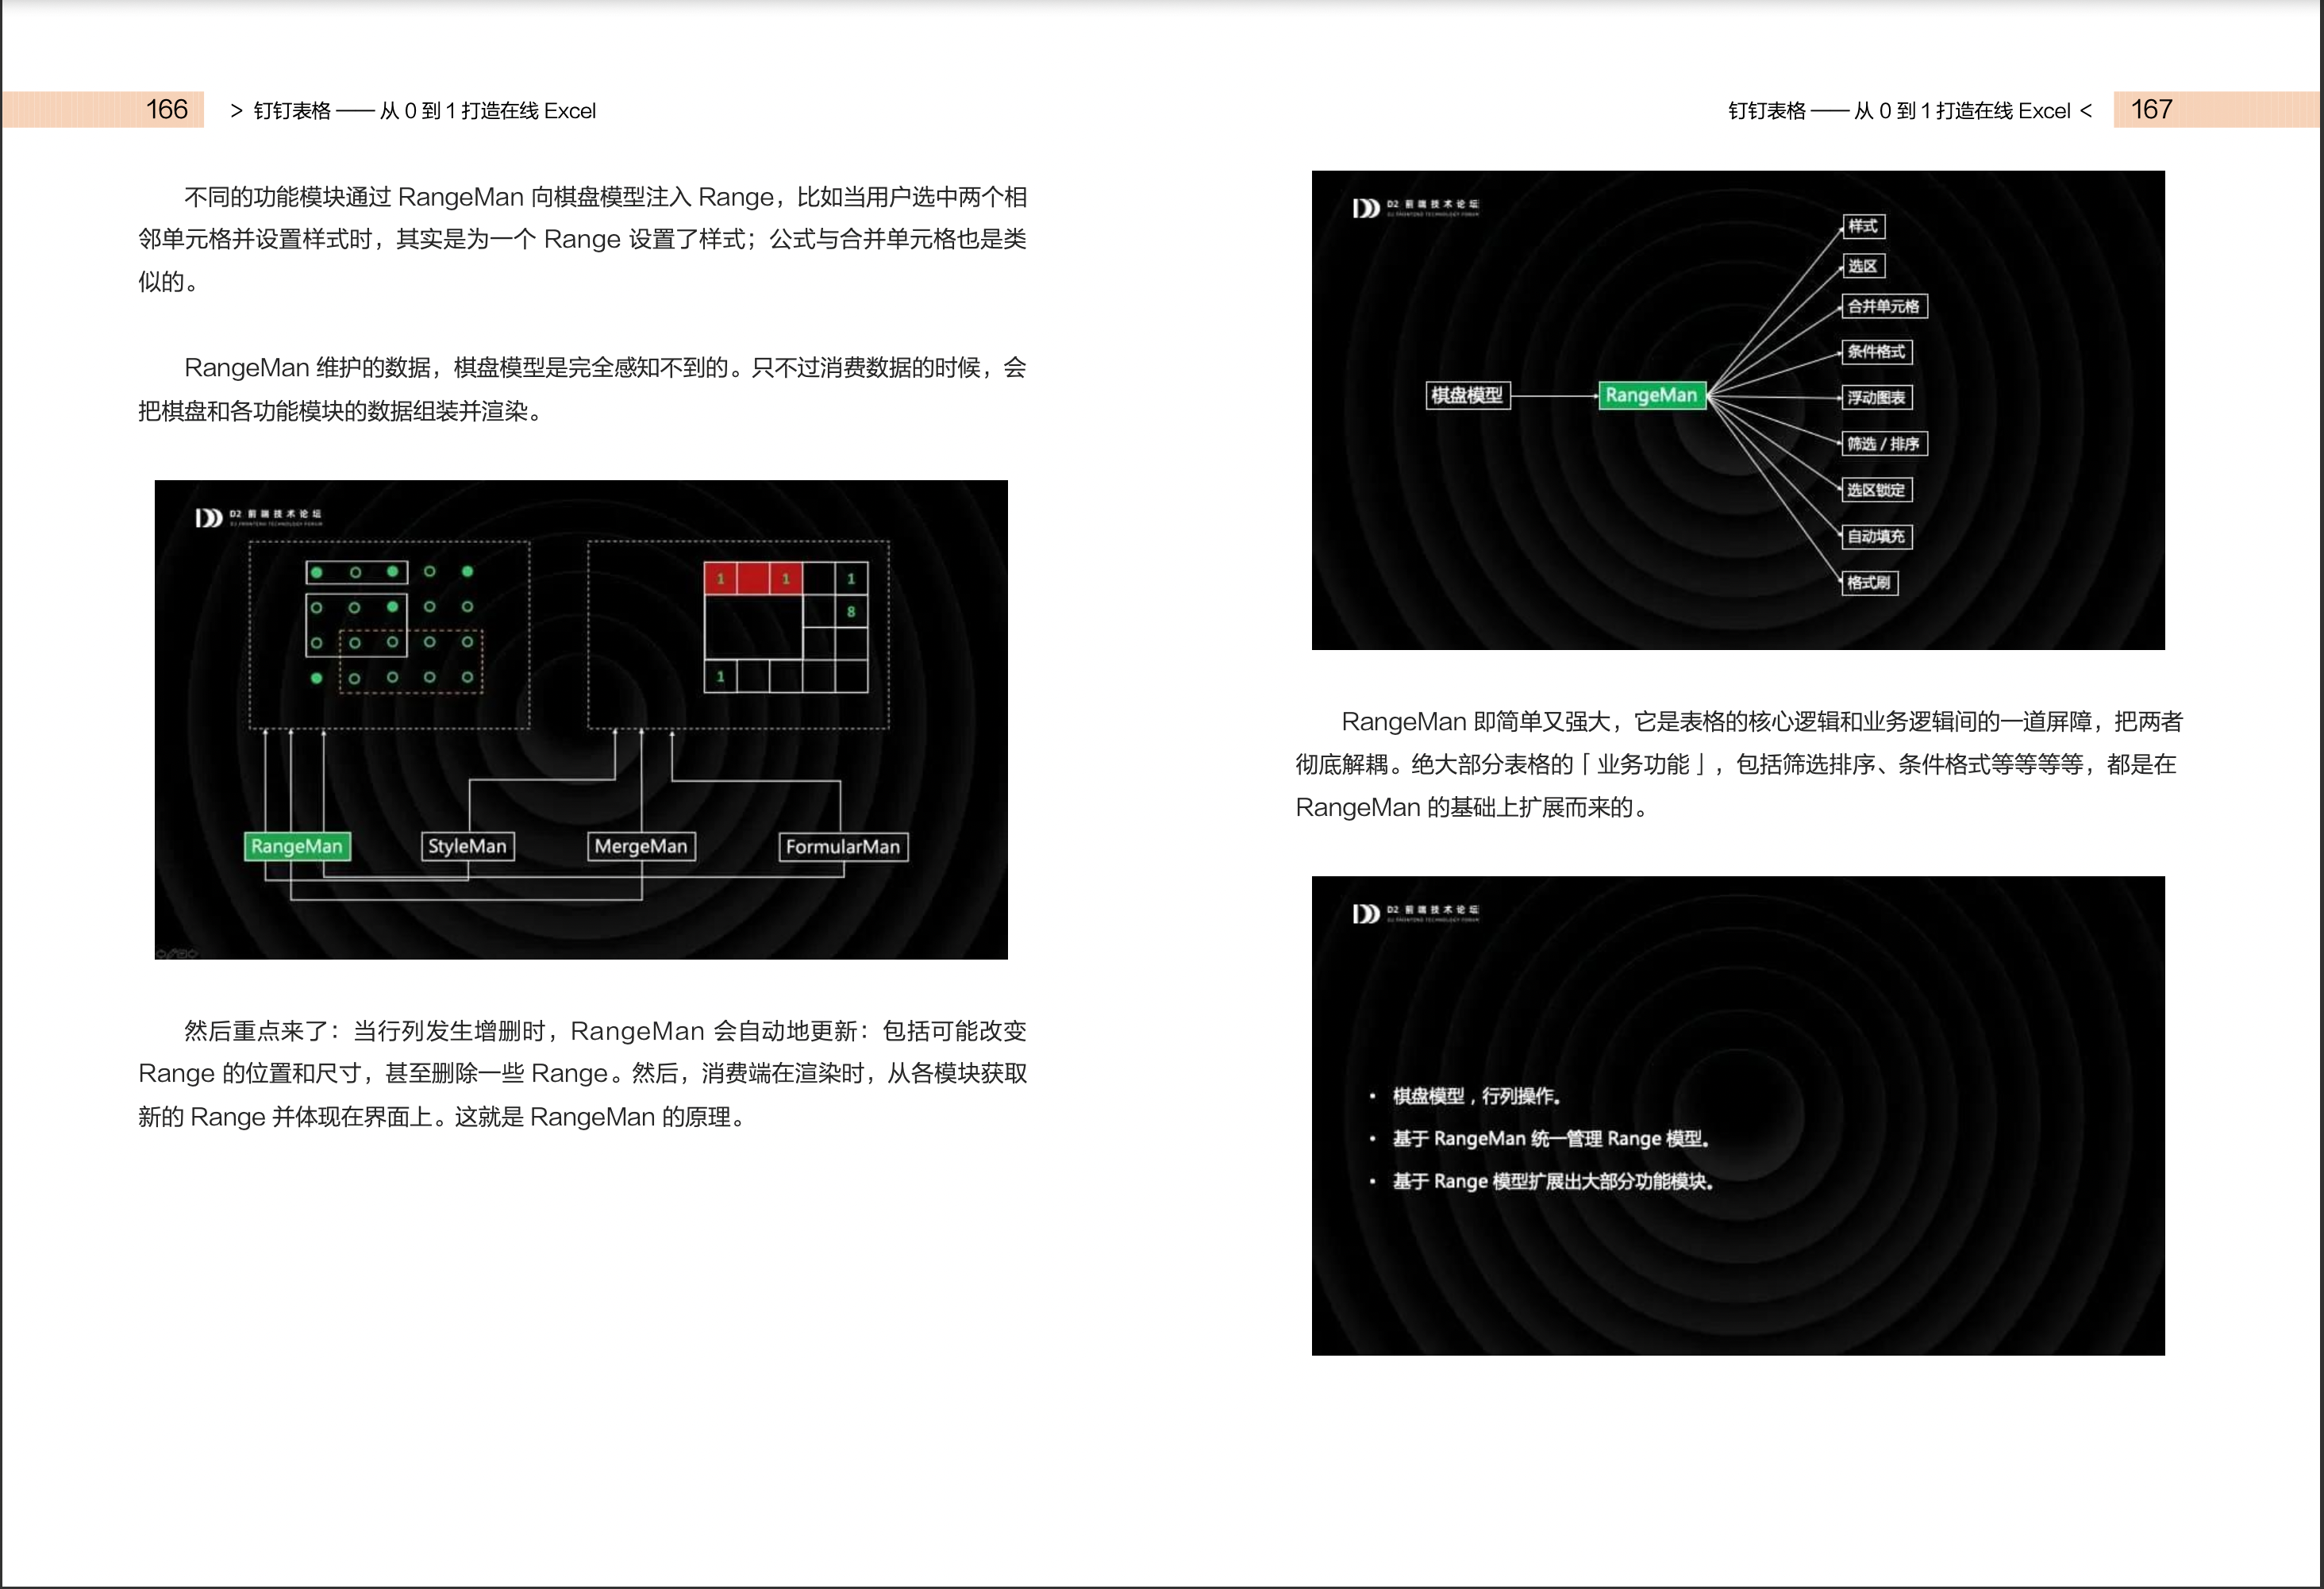 166
> 钉钉表格 —— 从 0 到 1 打造在线 Excel
不同的功能模块通过 RangeMan 向棋盘模型注入 Range，比如当用户选中两个相
邻单元格并设置样式时，其实是为一个 Range 设置了样式；公式与合并单元格也是类
似的。
RangeMan 维护的数据，棋盘模型是完全感知不到的。只不过消费数据的时候，会
把棋盘和各功能模块的数据组装并渲染。
D2 前端技术论坛
D2 FRONTEND TECHNOLOGY FORUM
1 1 1
8
1
RangeMan
StyleMan
MergeMan
FormularMan
然后重点来了：当行列发生增删时，RangeMan 会自动地更新：包括可能改变
Range 的位置和尺寸，甚至删除一些 Range。然后，消费端在渲染时，从各模块获取
新的 Range 并体现在界面上。这就是 RangeMan 的原理。
钉钉表格 —— 从 0 到 1 打造在线 Excel <
167
D2 前端技术论坛
D2 FRONTEND TECHNOLOGY FORUM
棋盘模型
RangeMan
样式
选区
合并单元格
条件格式
浮动图表
筛选 / 排序
选区锁定
自动填充
格式刷
RangeMan 即简单又强大，它是表格的核心逻辑和业务逻辑间的一道屏障，把两者
彻底解耦。绝大部分表格的「业务功能」，包括筛选排序、条件格式等等等等，都是在
RangeMan 的基础上扩展而来的。
D2 前端技术论坛
D2 FRONTEND TECHNOLOGY FORUM
• 棋盘模型，行列操作。
• 基于 RangeMan 统一管理 Range 模型。
• 基于 Range 模型扩展出大部分功能模块。